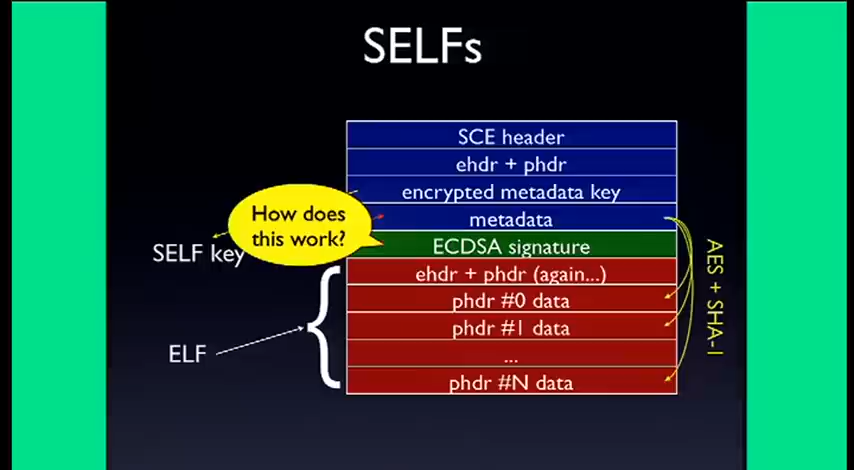 SELFs
SCE header
ehdr + phdr
encrypted metadata key
How does
this work?
metadata
SELF key
ECDSA signature
ehdr + phdr (again...)
phdr #0 data
phdr #1 data
ELF
...
phdr #N data
AES + SHA-1